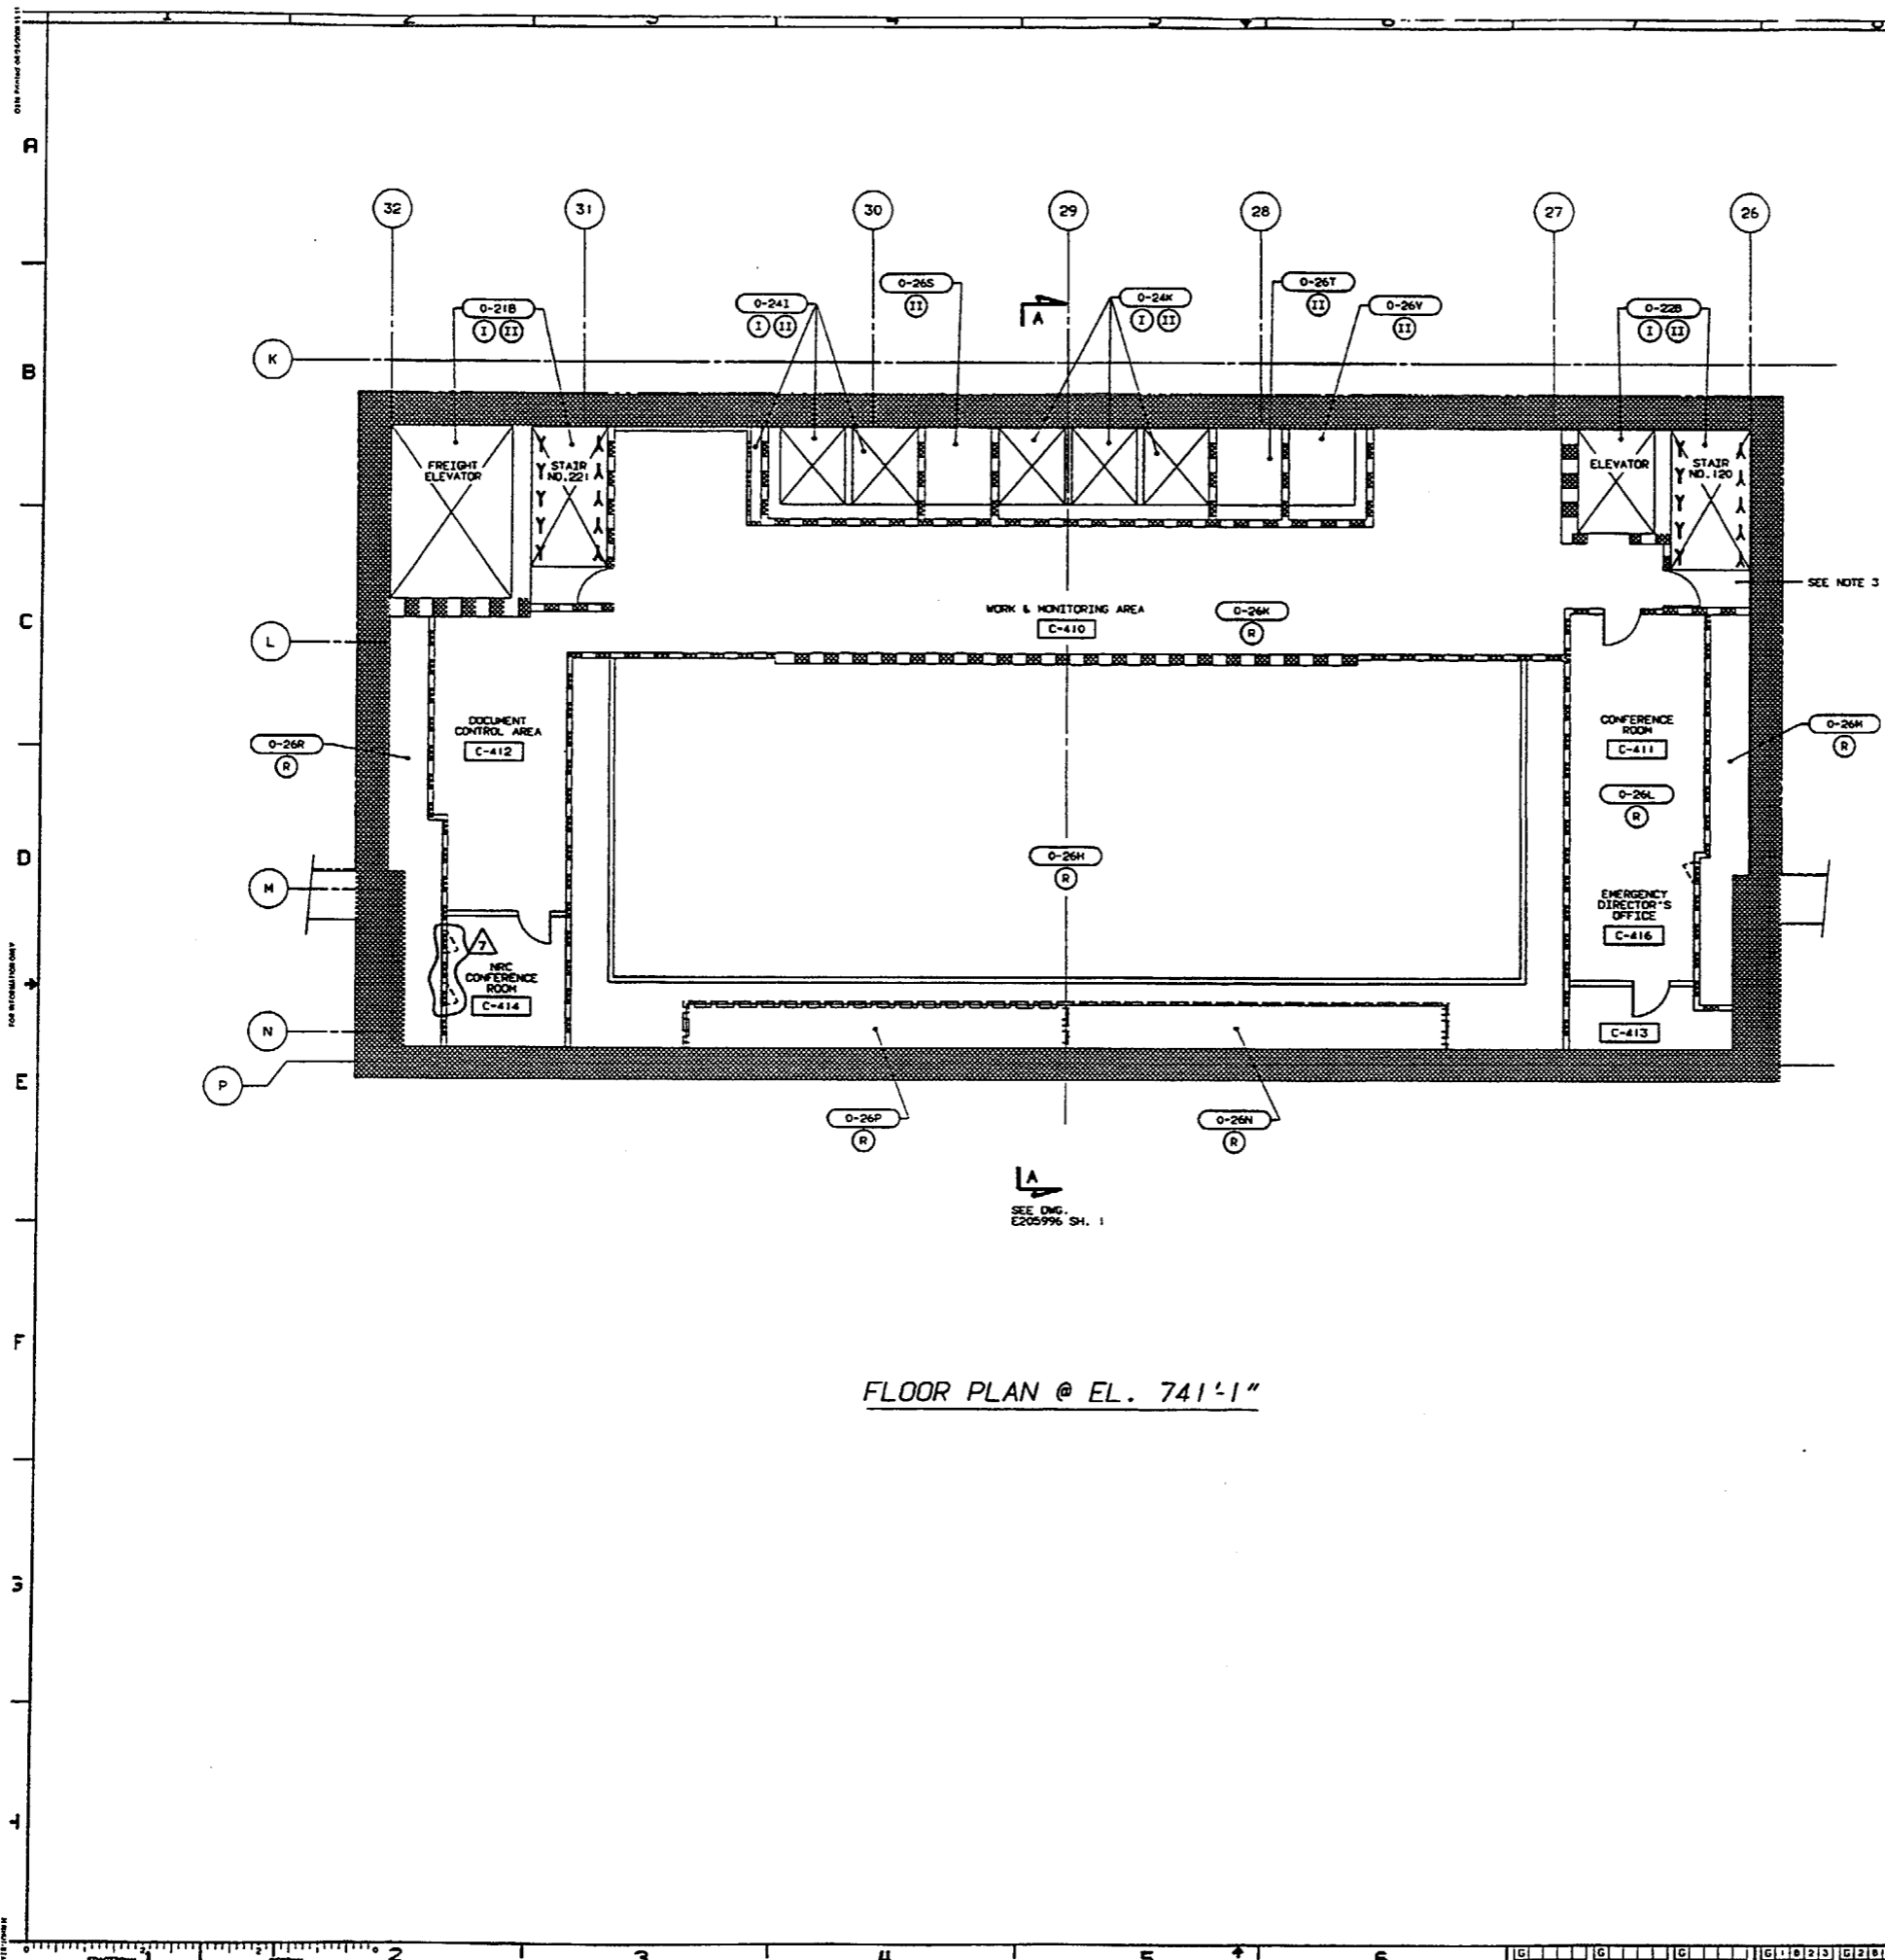 A
B
C
D
E
F
32
31
30
29
28
27
26
K
L
M
N
P
0-21B
I II
0-24I
I II
0-26S
II
A
0-24K
I II
0-26T
II
0-26V
II
0-22B
I II
FREIGHT
ELEVATOR
STAIR
NO.221
ELEVATOR
STAIR
NO.120
SEE NOTE 3
WORK & MONITORING AREA
C-410
0-26K
R
DOCUMENT
CONTROL AREA
C-412
0-26R
R
CONFERENCE
ROOM
C-411
0-26M
R
0-26L
R
0-26H
R
EMERGENCY
DIRECTOR'S
OFFICE
C-416
7
NRC
CONFERENCE
ROOM
C-414
C-413
0-26P
R
0-26N
R
A
SEE DWG.
E205996 SH. 1
FLOOR PLAN @ EL. 741'-1"
FOR INFORMATION ONLY
2 3 4 5 6